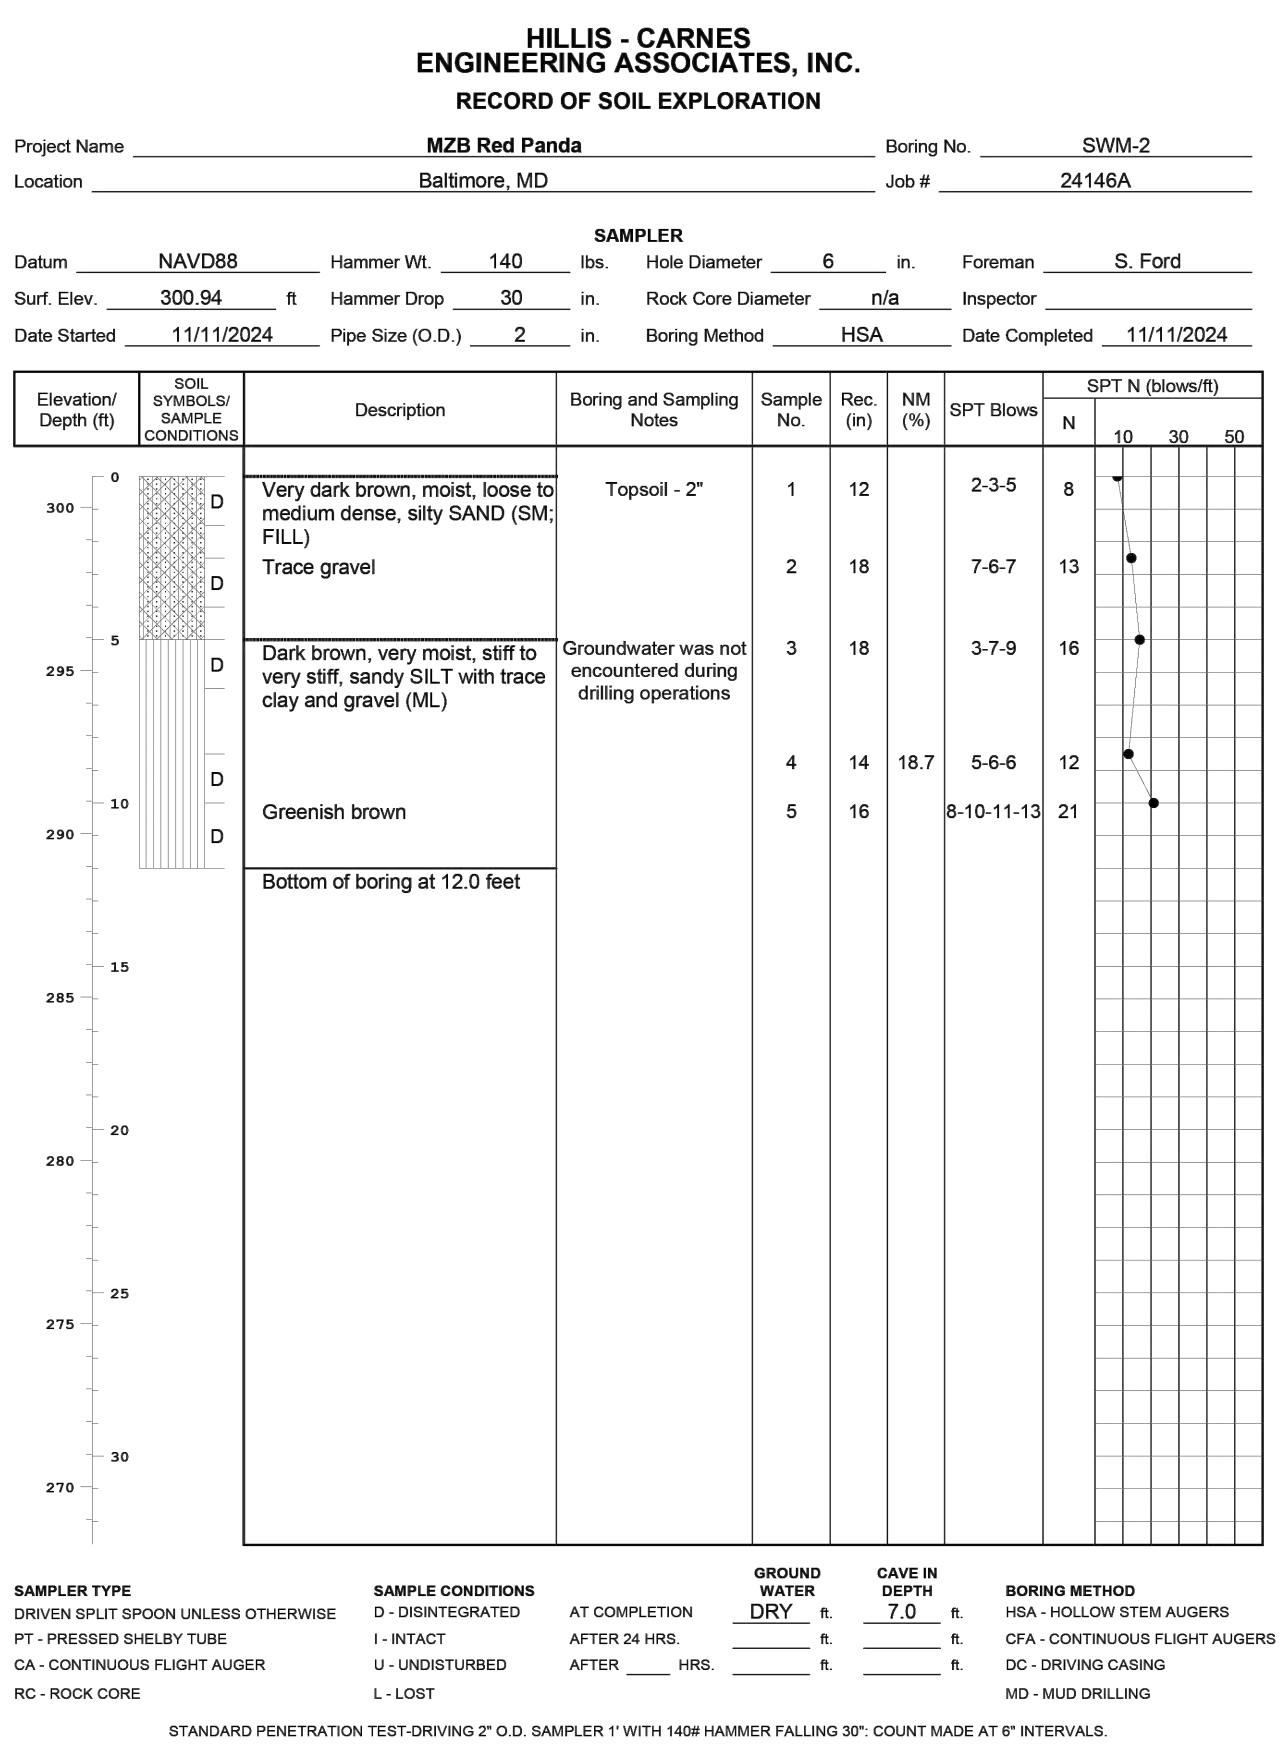 HILLIS - CARNES
ENGINEERING ASSOCIATES, INC.
RECORD OF SOIL EXPLORATION
Project Name MZB Red Panda Boring No. SWM-2
Location Baltimore, MD Job # 24146A
SAMPLER
Datum NAVD88 Hammer Wt. 140 lbs. Hole Diameter 6 in. Foreman S. Ford
Surf. Elev. 300.94 ft Hammer Drop 30 in. Rock Core Diameter n/a Inspector
Date Started 11/11/2024 Pipe Size (O.D.) 2 in. Boring Method HSA Date Completed 11/11/2024
Elevation/
Depth (ft)
SOIL
SYMBOLS/
SAMPLE
CONDITIONS
Description
Boring and Sampling
Notes
Sample
No.
Rec.
(in)
NM
(%)
SPT Blows
SPT N (blows/ft)
N
10 30 50
0
300
D
Very dark brown, moist, loose to
medium dense, silty SAND (SM;
FILL)
Topsoil - 2"
1 12 2-3-5 8
D
Trace gravel
2 18 7-6-7 13
5
295
D
Dark brown, very moist, stiff to
very stiff, sandy SILT with trace
clay and gravel (ML)
Groundwater was not
encountered during
drilling operations
3 18 3-7-9 16
D
4 14 18.7 5-6-6 12
10
290
D
Greenish brown
5 16 8-10-11-13 21
Bottom of boring at 12.0 feet
15
285
20
280
25
275
30
270
SAMPLER TYPE
DRIVEN SPLIT SPOON UNLESS OTHERWISE
PT - PRESSED SHELBY TUBE
CA - CONTINUOUS FLIGHT AUGER
RC - ROCK CORE
SAMPLE CONDITIONS
D - DISINTEGRATED
I - INTACT
U - UNDISTURBED
L - LOST
GROUND
WATER
CAVE IN
DEPTH
AT COMPLETION DRY ft. 7.0 ft.
AFTER 24 HRS. ft. ft.
AFTER HRS. ft. ft.
BORING METHOD
HSA - HOLLOW STEM AUGERS
CFA - CONTINUOUS FLIGHT AUGERS
DC - DRIVING CASING
MD - MUD DRILLING
STANDARD PENETRATION TEST-DRIVING 2" O.D. SAMPLER 1' WITH 140# HAMMER FALLING 30": COUNT MADE AT 6" INTERVALS.